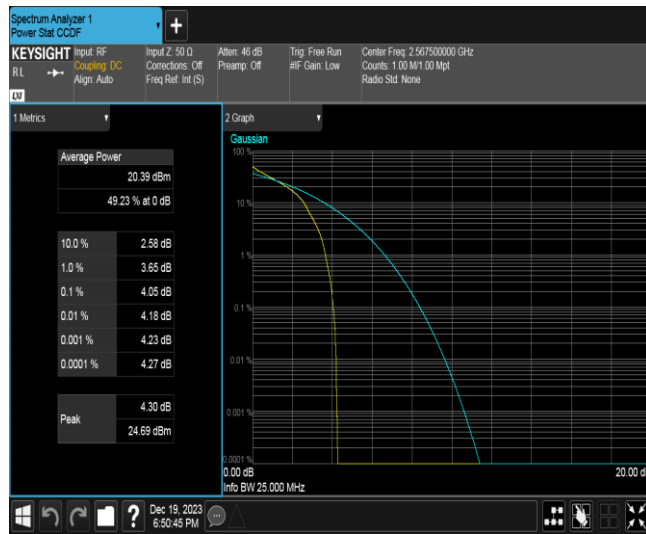 Spectrum Analyzer 1
Power Stat CCDF
+
KEYSIGHT
Input: RF
Coupling: DC
Align: Auto
Input Z: 50 Ω
Corrections: Off
Freq Ref: Int (S)
Atten: 46 dB
Preamp: Off
Trig: Free Run
#IF Gain: Low
Center Freq: 2.567500000 GHz
Counts: 1.00 M/1.00 Mpt
Radio Std: None
R L
LXI
1 Metrics
Average Power
20.39 dBm
49.23 % at 0 dB
10.0 % 2.58 dB
1.0 % 3.65 dB
0.1 % 4.05 dB
0.01 % 4.18 dB
0.001 % 4.23 dB
0.0001 % 4.27 dB
Peak
4.30 dB
24.69 dBm
2 Graph
Gaussian
100 %
10 %
1 %
0.1 %
0.01 %
0.001 %
0.0001 %
0.00 dB
20.00 d
Info BW 25.000 MHz
?
Dec 19, 2023
6:50:45 PM